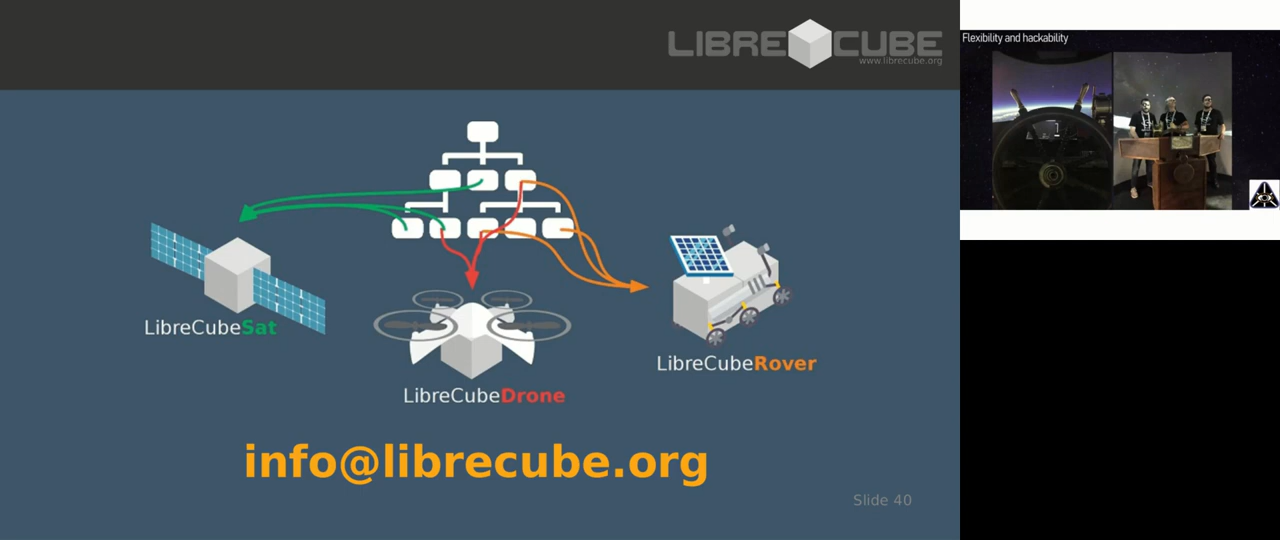 LIBRECUBE
www.librecube.org
LibreCubeSat
LibreCubeDrone
LibreCubeRover
info@librecube.org
Slide 40
Flexibility and hackability